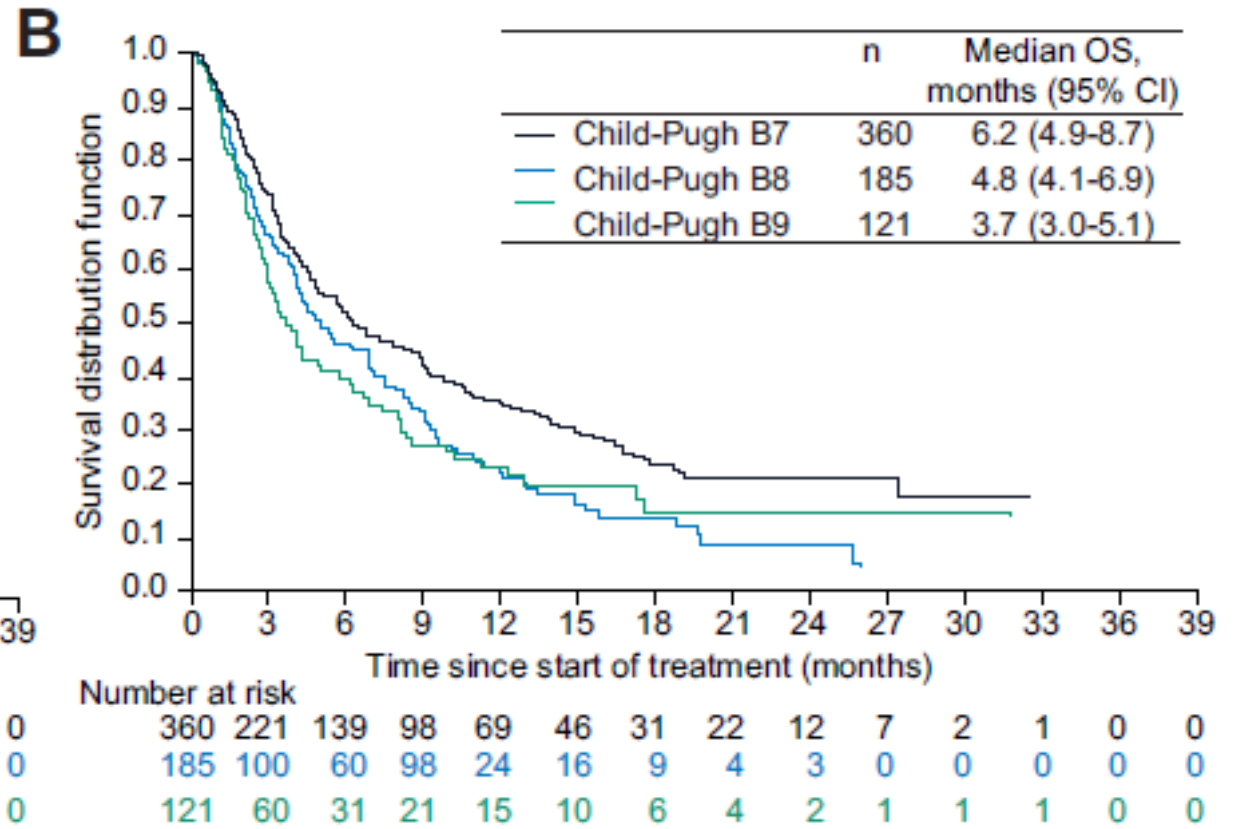 B
n Median OS,
months (95% CI)
Child-Pugh B7 360 6.2 (4.9-8.7)
Child-Pugh B8 185 4.8 (4.1-6.9)
Child-Pugh B9 121 3.7 (3.0-5.1)
Survival distribution function
1.0
0.9
0.8
0.7
0.6
0.5
0.4
0.3
0.2
0.1
0.0
39 0 3 6 9 12 15 18 21 24 27 30 33 36 39
Time since start of treatment (months)
Number at risk
0 360 221 139 98 69 46 31 22 12 7 2 1 0 0
0 185 100 60 98 24 16 9 4 3 0 0 0 0 0
0 121 60 31 21 15 10 6 4 2 1 1 1 0 0